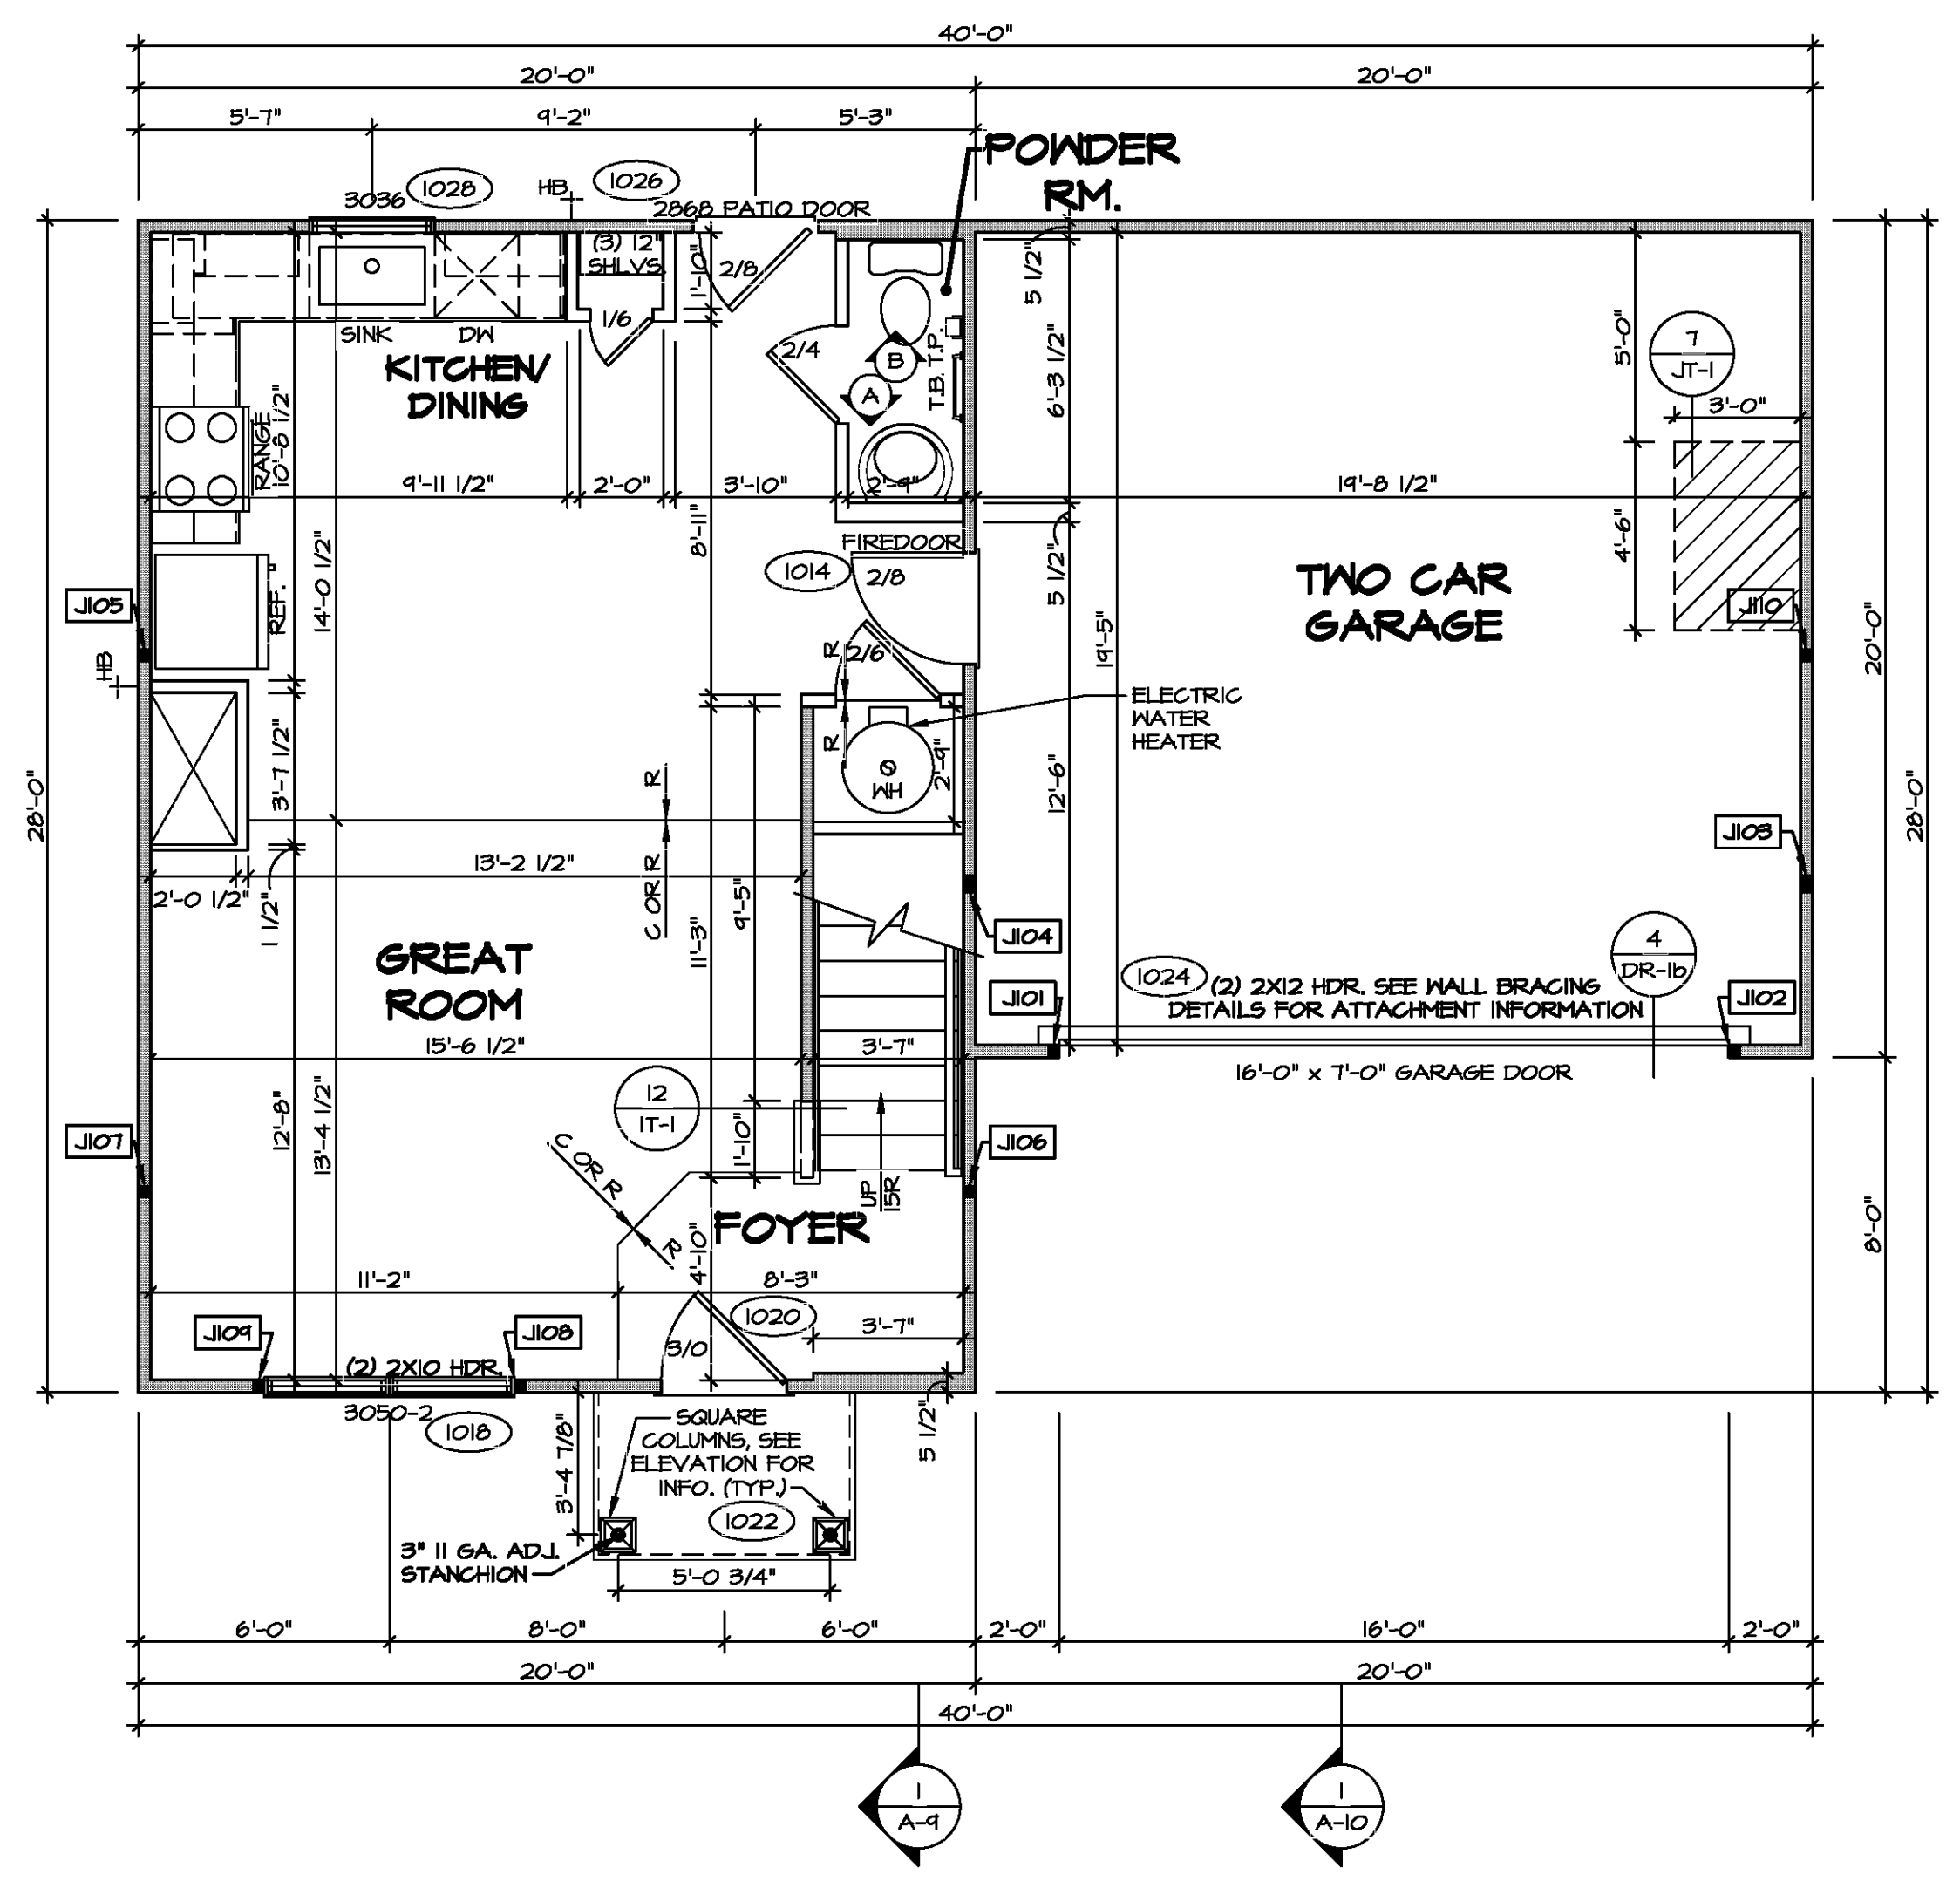 40'-0"
20'-0"
20'-0"
5'-7"
9'-2"
5'-3"
POWDER
RM.
3036
1028
HB
1026
2868 PATIO DOOR
(3) 12"
SHLVS.
1'-10"
2/8
5 1/2"
1/6
SINK
DW
KITCHEN/
DINING
2/4
B
A
T.B.
T.P.
6'-3 1/2"
5'-0"
7
JT-1
3'-0"
RANGE
10'-8 1/2"
9'-11 1/2"
2'-0"
3'-10"
2'-9"
19'-8 1/2"
8'-11"
14'-0 1/2"
FIREDOOR
1014
2/8
5 1/2"
4'-6"
TWO CAR
GARAGE
J105
REF.
J110
HB
R
2/6
19'-5"
20'-0"
ELECTRIC
WATER
HEATER
R
2'-9"
WH
3'-7 1/2"
R
12'-6"
28'-0"
28'-0"
J103
13'-2 1/2"
2'-0 1/2"
1 1/2"
C OR R
9'-5"
11'-3"
J104
4
DR-1b
GREAT
ROOM
1024
(2) 2X12 HDR. SEE WALL BRACING
DETAILS FOR ATTACHMENT INFORMATION
J101
J102
15'-6 1/2"
3'-7"
16'-0" x 7'-0" GARAGE DOOR
12
IT-1
12'-8"
13'-4 1/2"
1'-10"
J107
J106
C OR R
R
UP
15R
FOYER
4'-10"
8'-0"
11'-2"
8'-3"
1020
3'-7"
J109
J108
3/0
(2) 2X10 HDR.
3050-2
1018
5 1/2"
3'-4 7/8"
SQUARE
COLUMNS, SEE
ELEVATION FOR
INFO. (TYP.)
1022
3" 11 GA. ADJ.
STANCHION
5'-0 3/4"
6'-0"
8'-0"
6'-0"
2'-0"
16'-0"
2'-0"
20'-0"
20'-0"
40'-0"
1
A-9
1
A-10